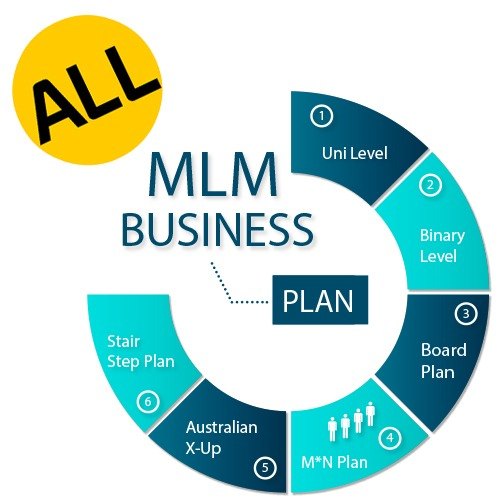 ALL
MLM
BUSINESS
PLAN
1
Uni Level
2
Binary
Level
3
Board
Plan
4
M*N Plan
Australian
X-Up
5
Stair
Step Plan
6